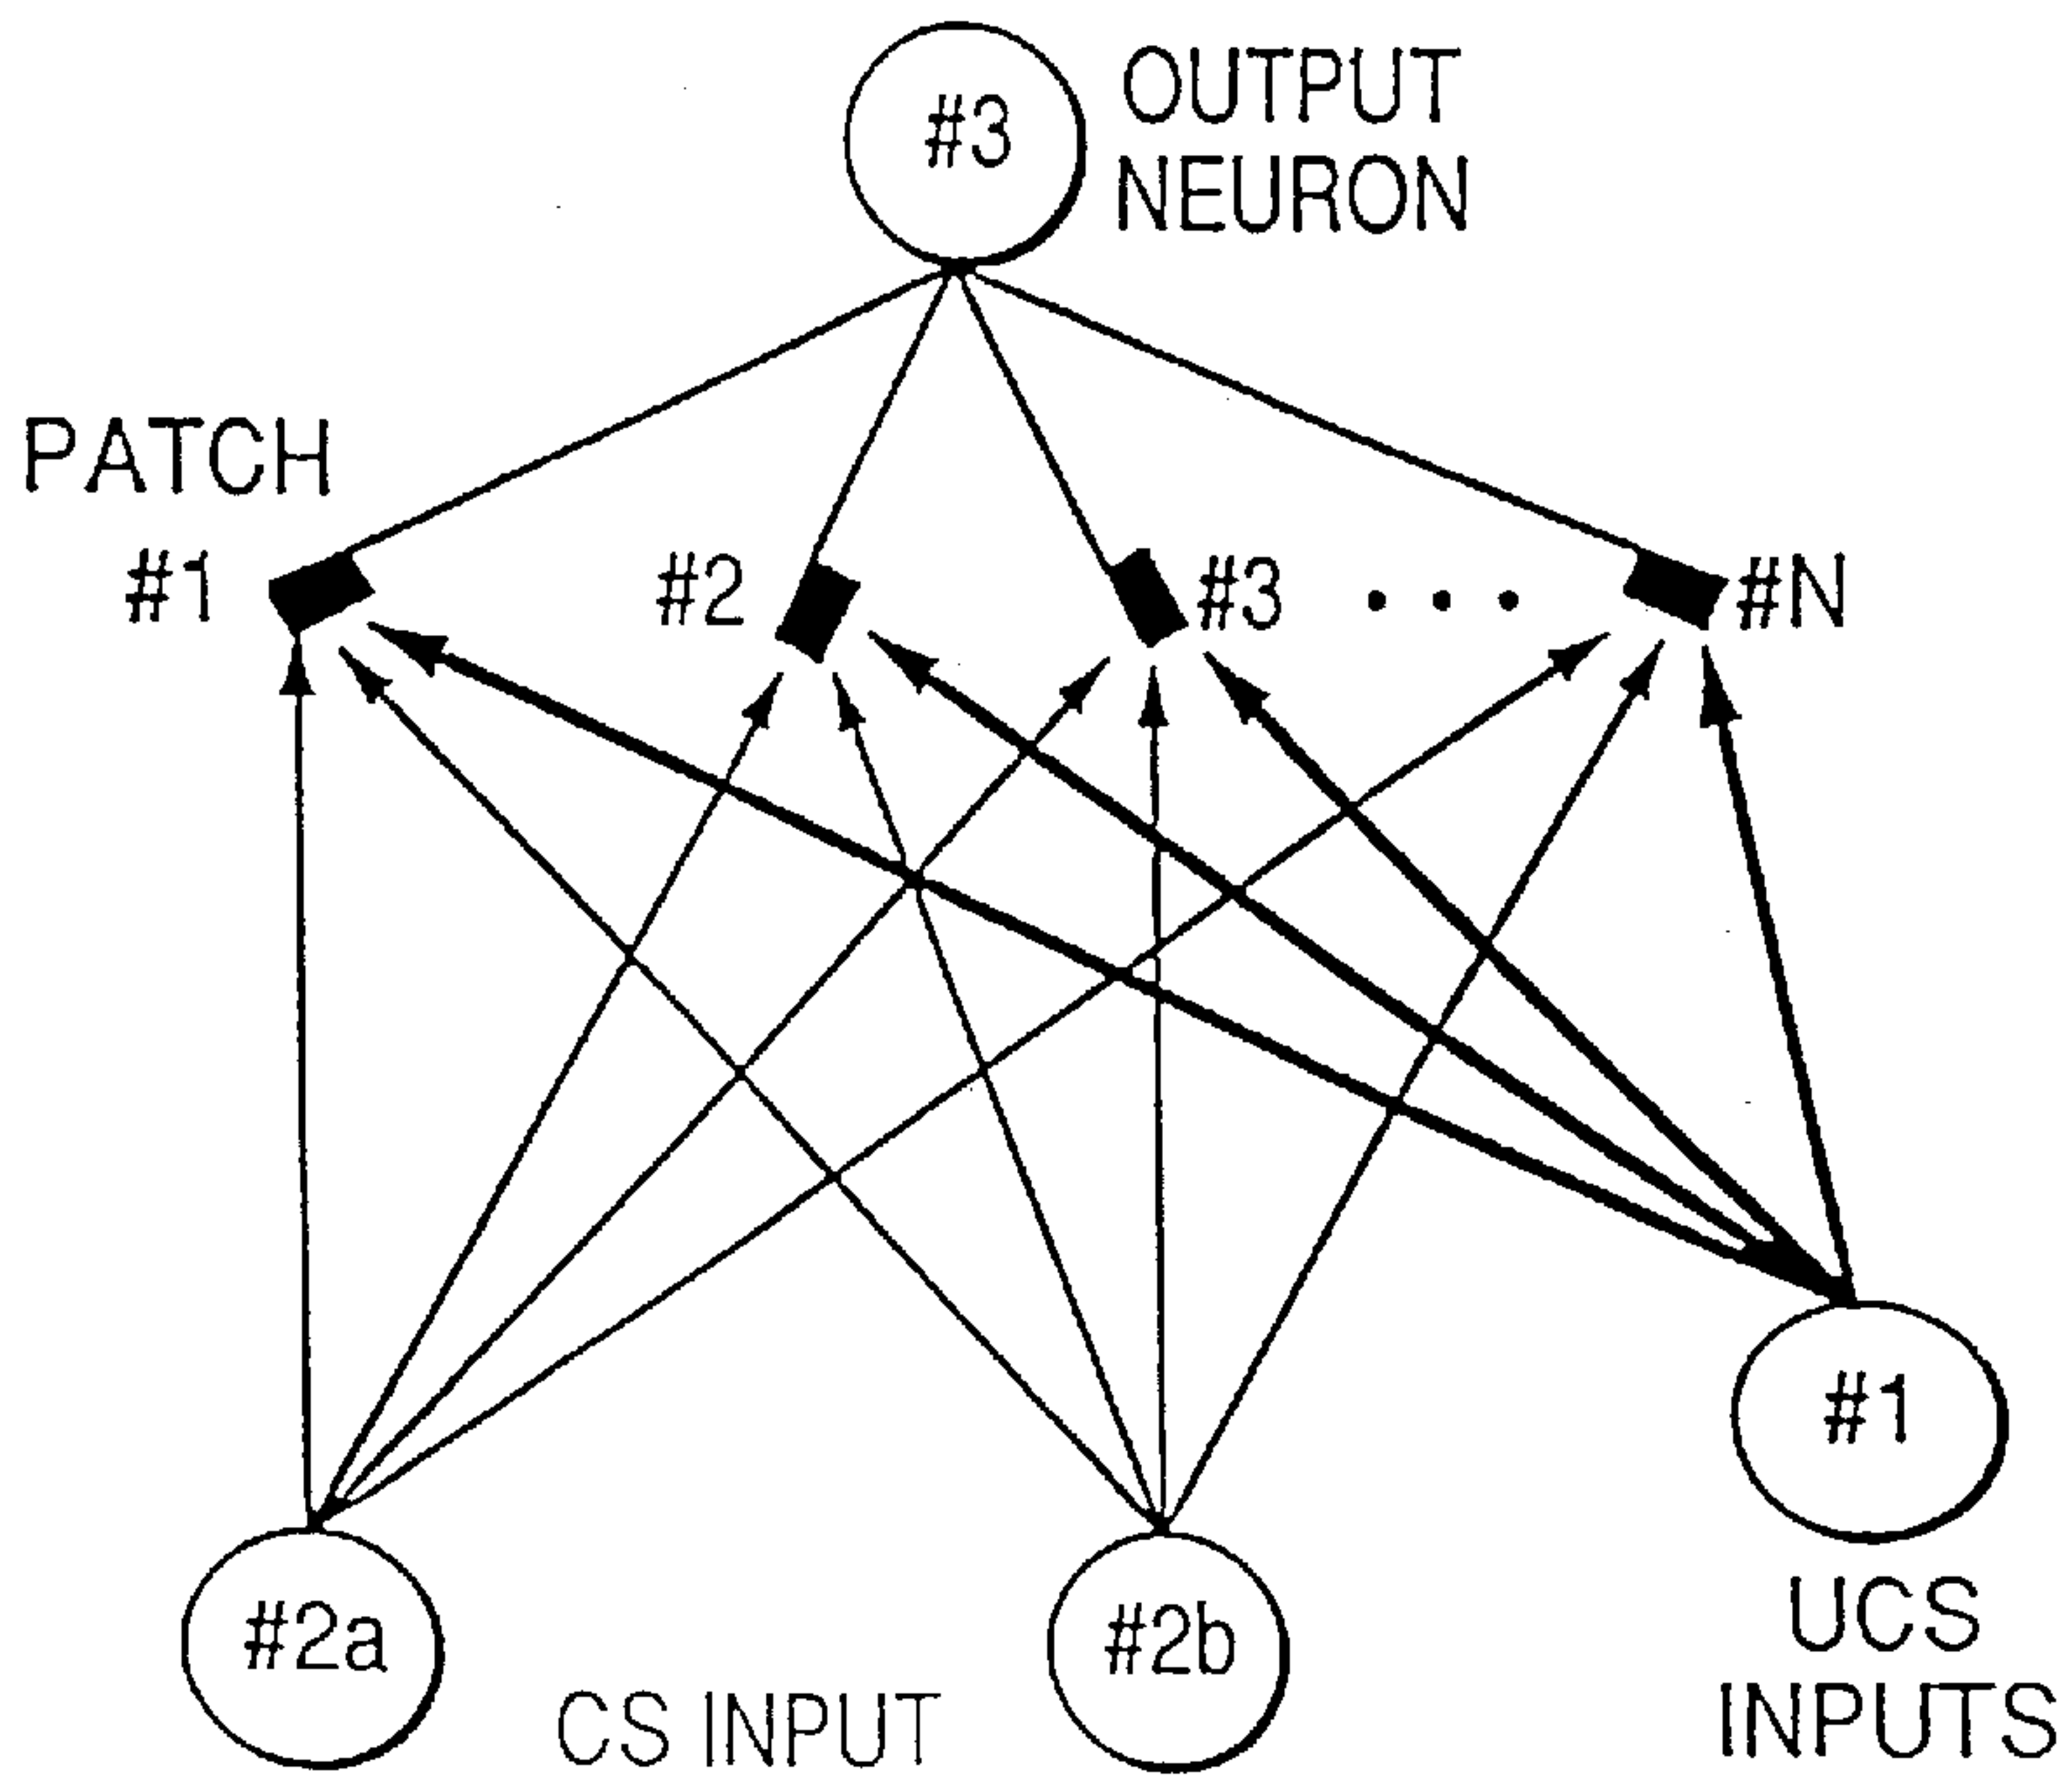 #3
OUTPUT
NEURON
PATCH
#1
#2
#3
• • •
#N
#1
UCS
INPUTS
#2a
CS INPUT
#2b